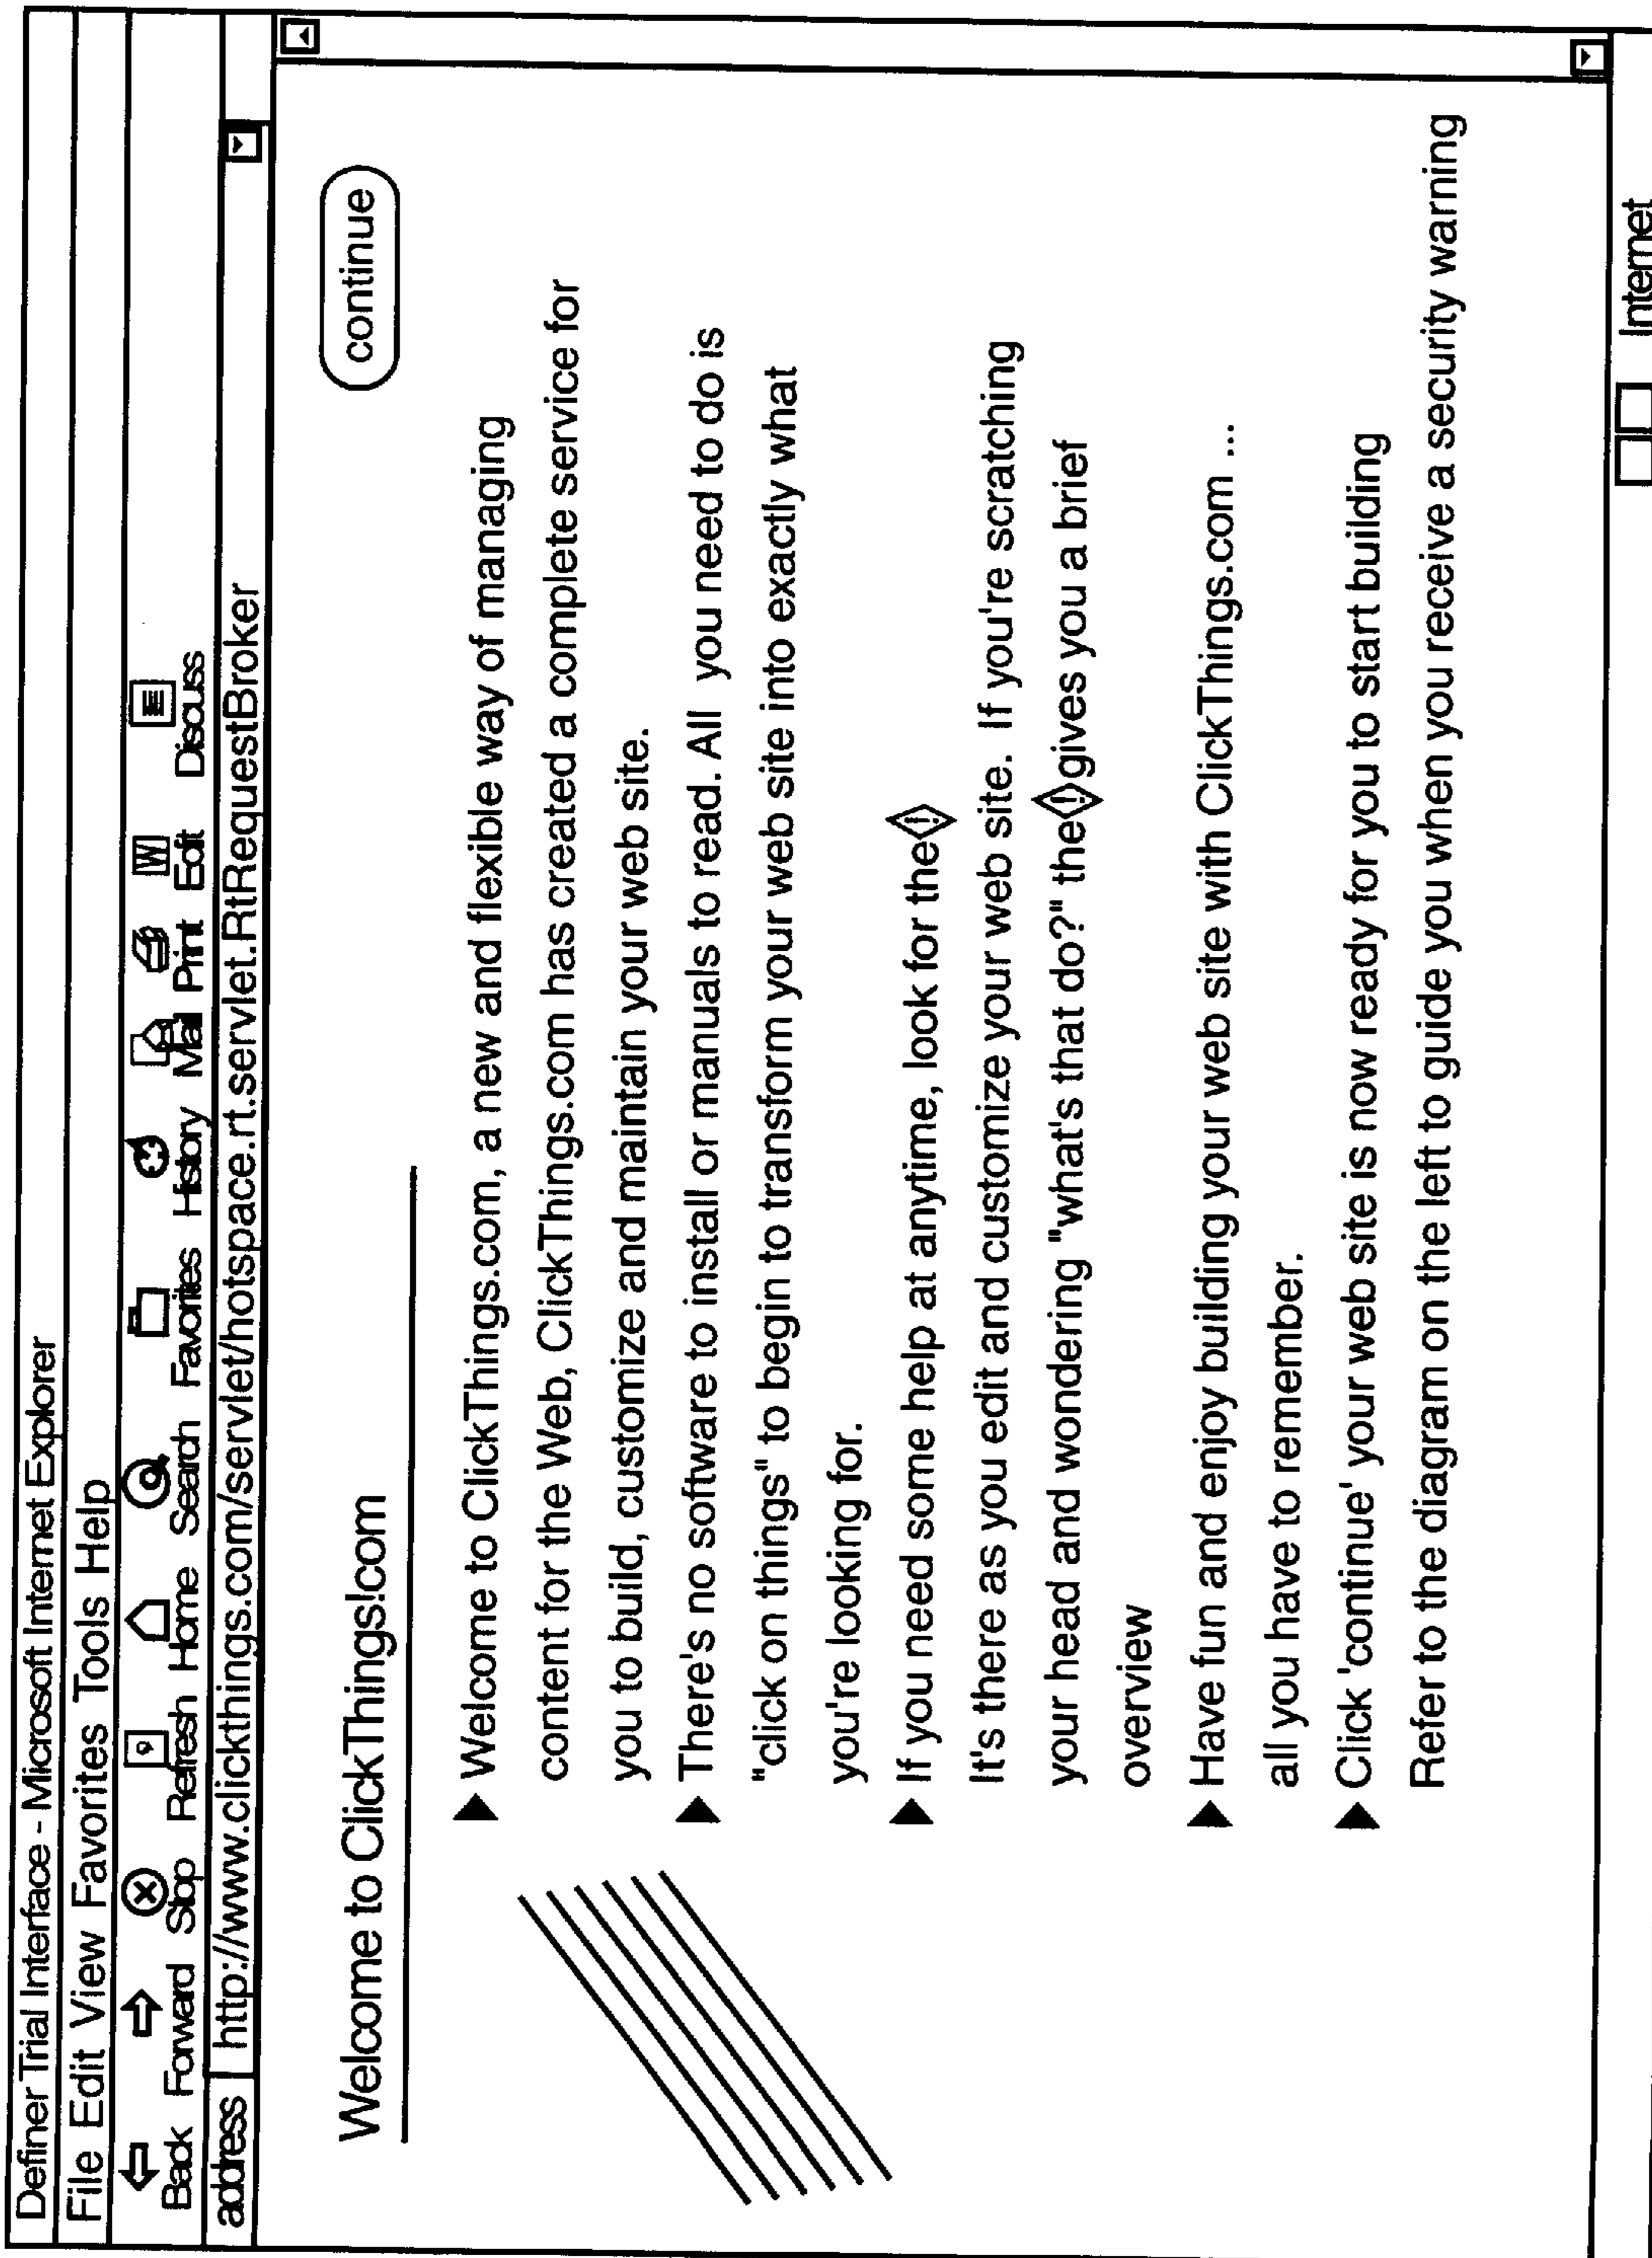 Definer Trial Interface - Microsoft Internet Explorer
File Edit View Favorites Tools Help
Back Forward Stop Refresh Home Search Favorites History Mail Print Edit Discuss
address http://www.clickthings.com/servlet/hotspace.rt.servlet.RtRequestBroker
Welcome to ClickThings!com
continue
Welcome to ClickThings.com, a new and flexible way of managing
content for the Web, ClickThings.com has created a complete service for
you to build, customize and maintain your web site.
There's no software to install or manuals to read. All you need to do is
"click on things" to begin to transform your web site into exactly what
you're looking for.
If you need some help at anytime, look for the
It's there as you edit and customize your web site. If you're scratching
your head and wondering "what's that do?" the gives you a brief
overview
Have fun and enjoy building your web site with ClickThings.com ...
all you have to remember.
Click 'continue' your web site is now ready for you to start building
Refer to the diagram on the left to guide you when you receive a security warning
Internet